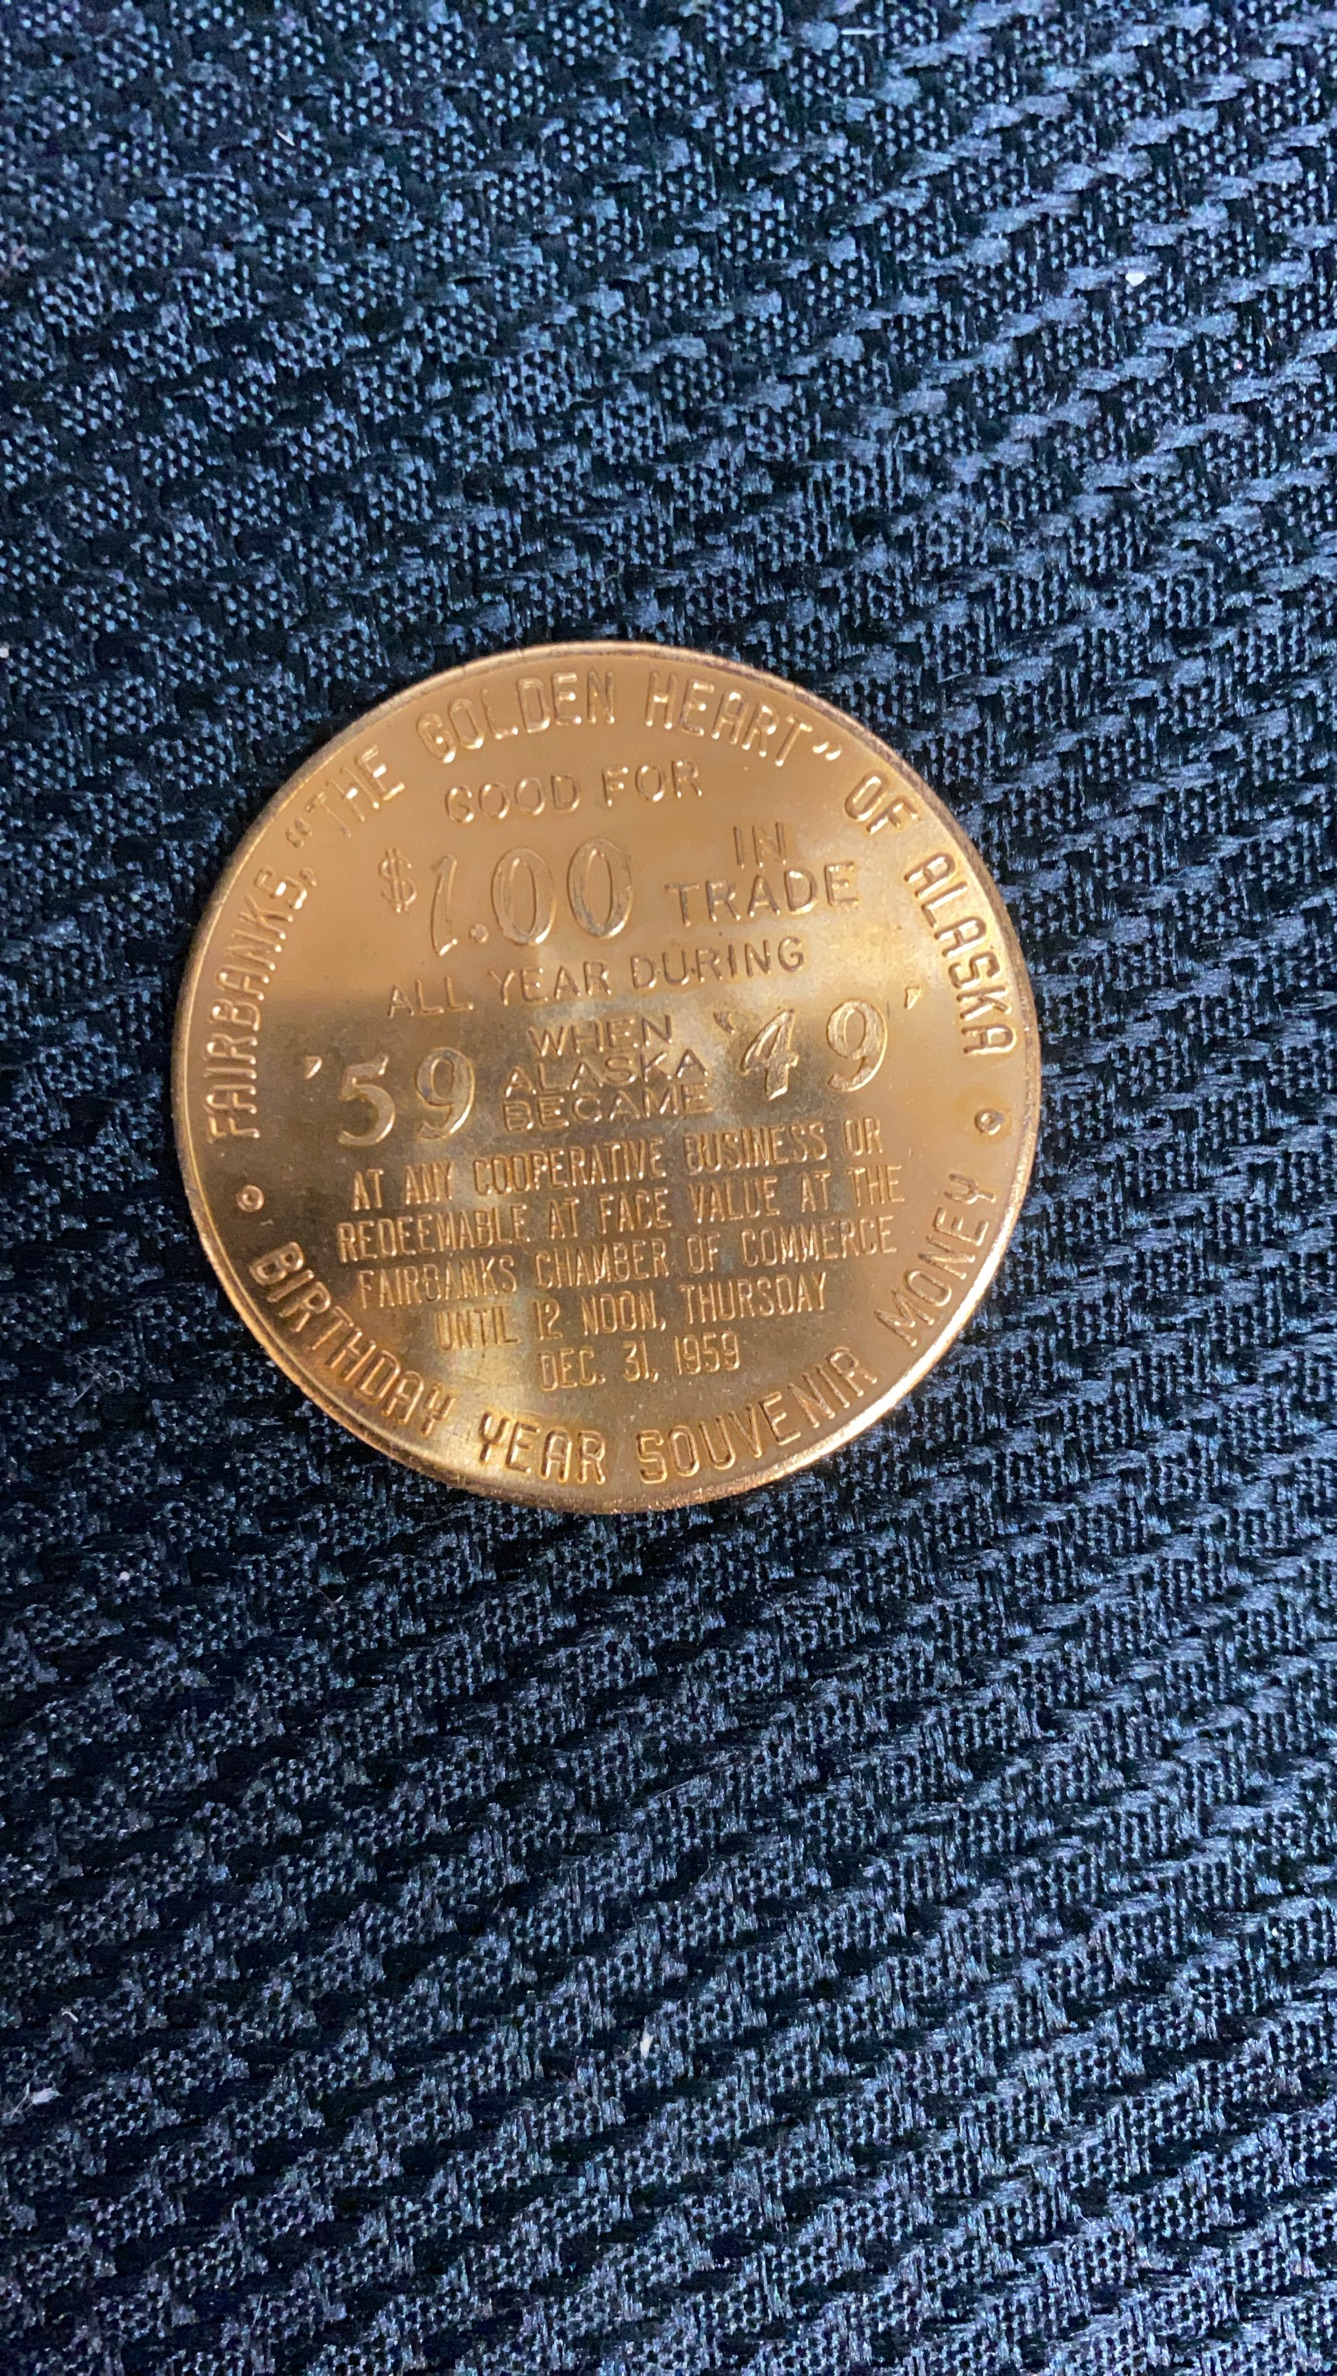 FAIRBANKS, "THE GOLDEN HEART" OF ALASKA
GOOD FOR
$1.00 IN TRADE
ALL YEAR DURING
'59 WHEN ALASKA BECAME '49'
AT ANY COOPERATIVE BUSINESS OR
REDEEMABLE AT FACE VALUE AT THE
FAIRBANKS CHAMBER OF COMMERCE
UNTIL 12 NOON, THURSDAY
DEC. 31, 1959
BIRTHDAY YEAR SOUVENIR MONEY